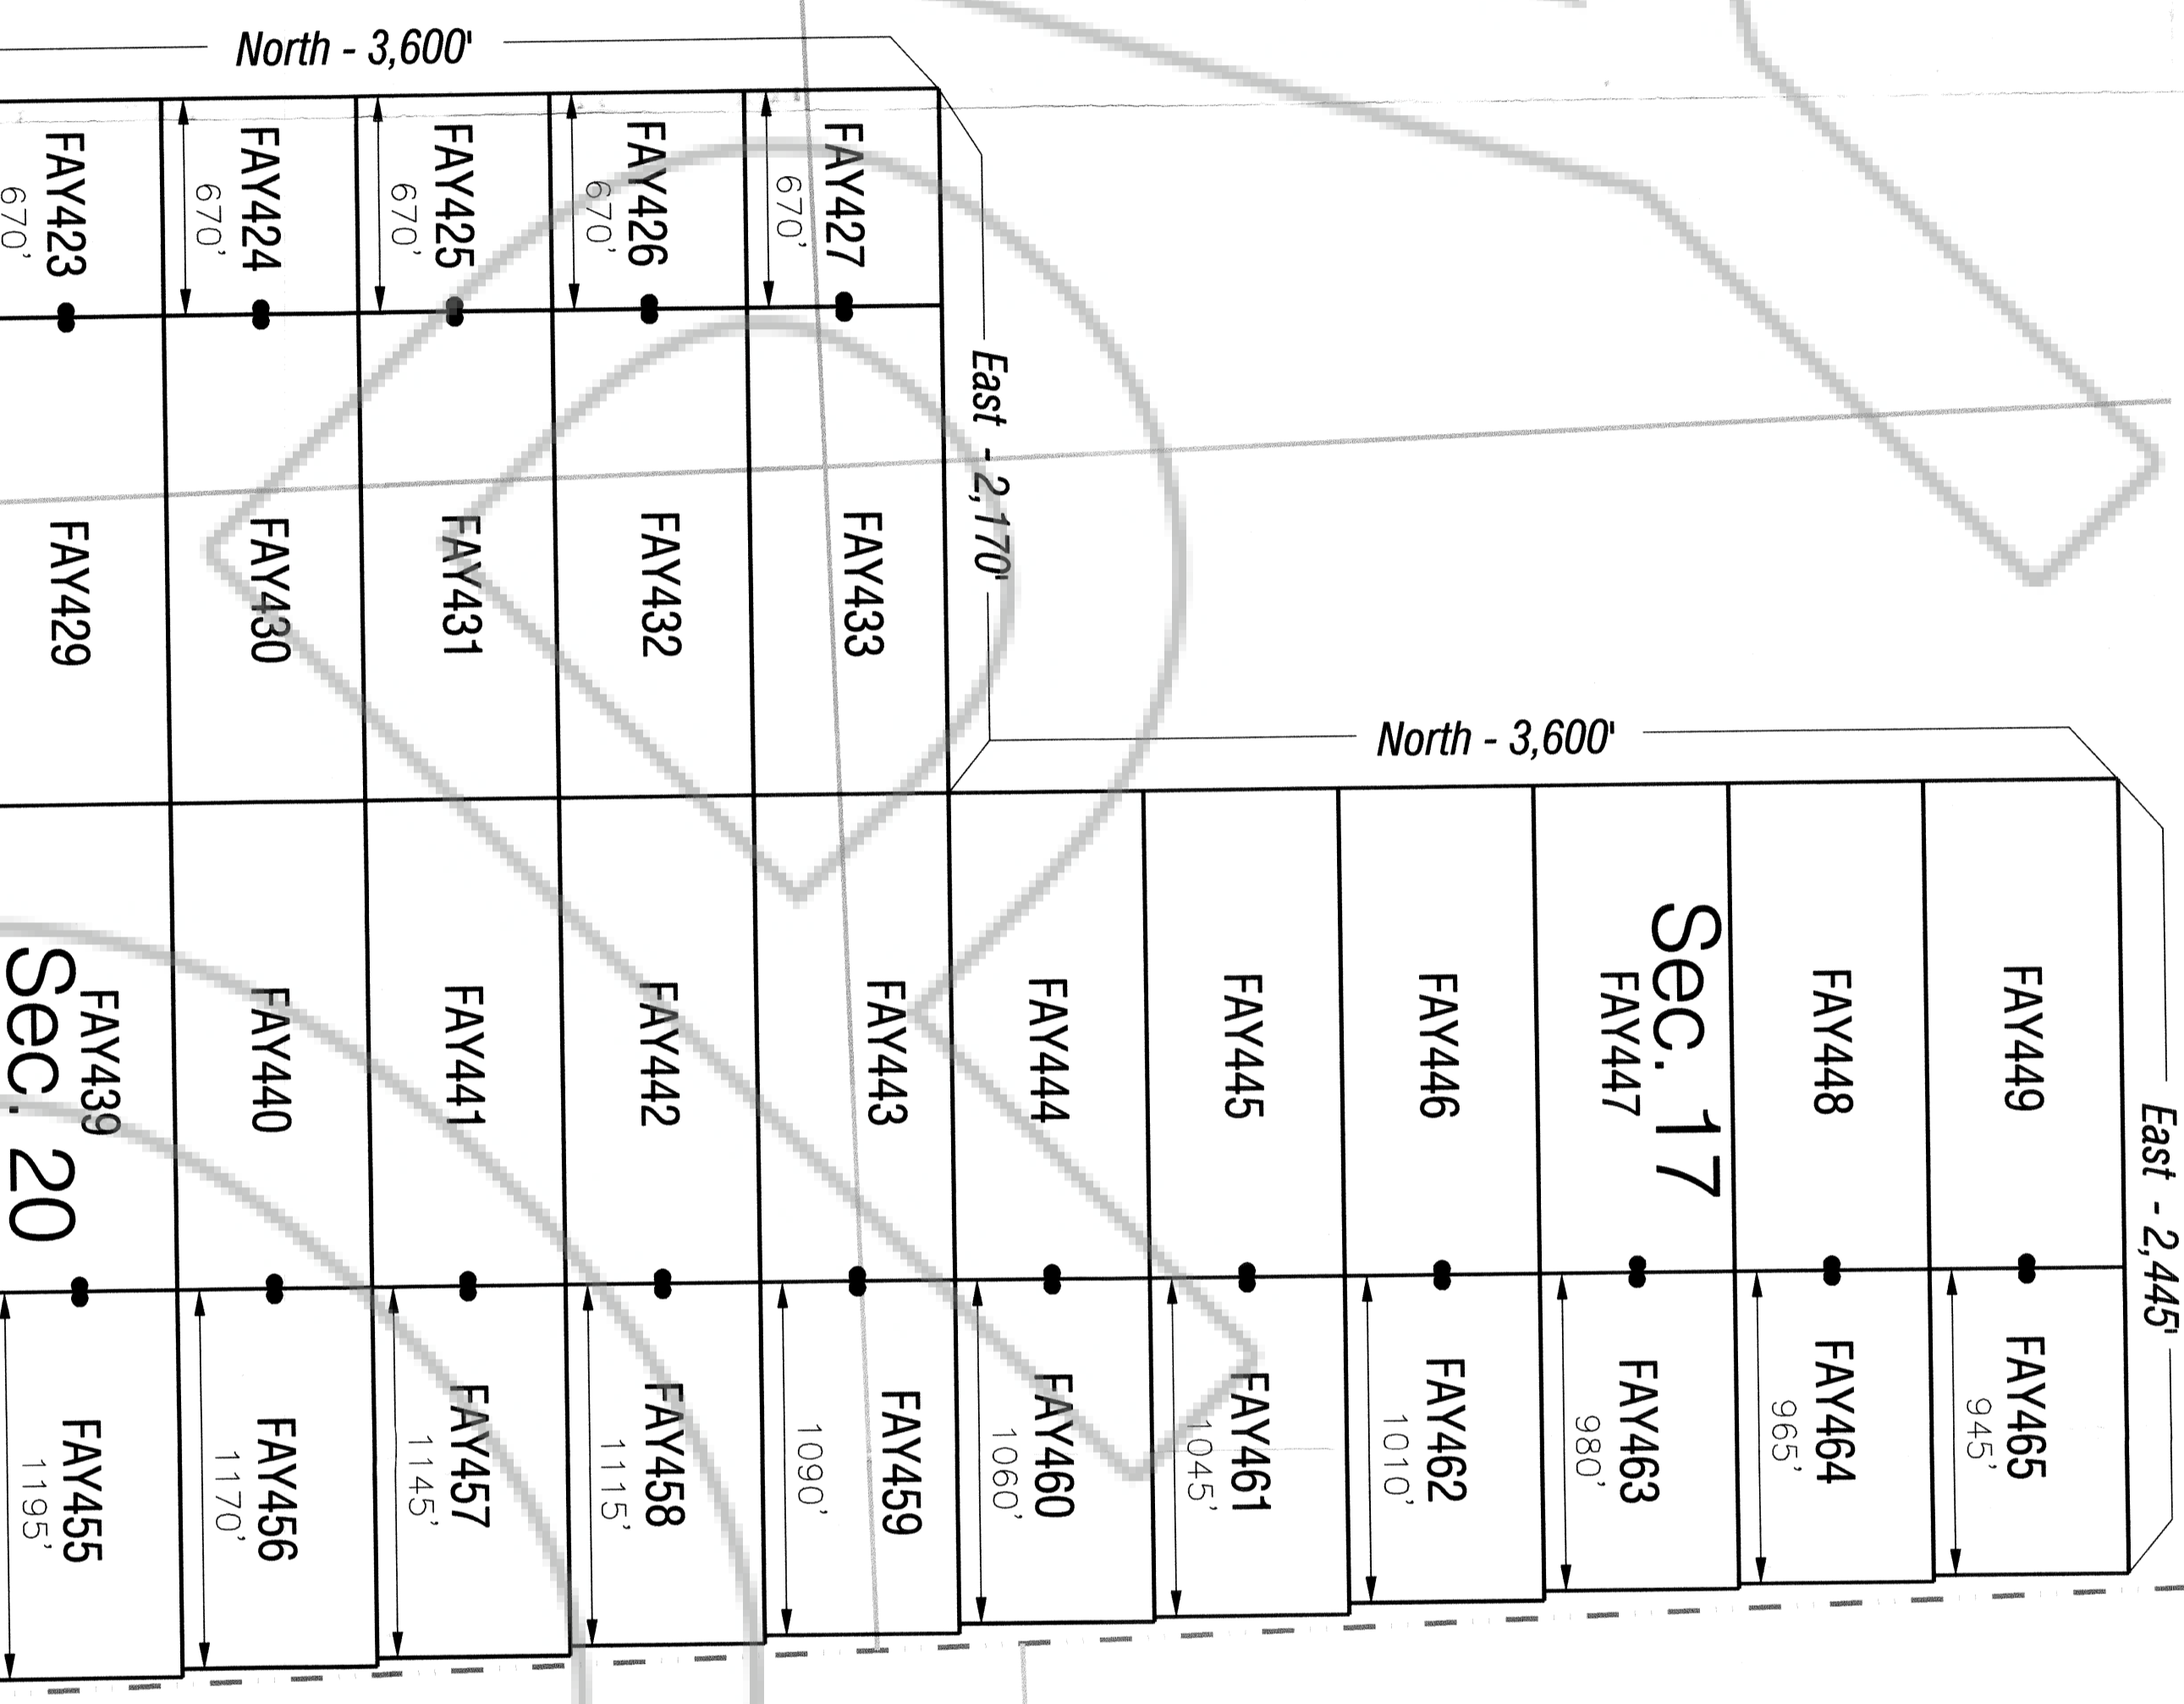 North - 3,600'
FAY423
670'
FAY424
670'
FAY425
670'
FAY426
670'
FAY427
670'
East - 2,170'
FAY429
FAY430
FAY431
FAY432
FAY433
North - 3,600'
FAY439
FAY440
FAY441
FAY442
FAY443
FAY444
FAY445
FAY446
FAY447
FAY448
FAY449
Sec. 20
Sec. 17
East - 2,445'
FAY455
1195'
FAY456
1170'
FAY457
1145'
FAY458
1115'
FAY459
1090'
FAY460
1060'
FAY461
1045'
FAY462
1010'
FAY463
980'
FAY464
965'
FAY465
945'